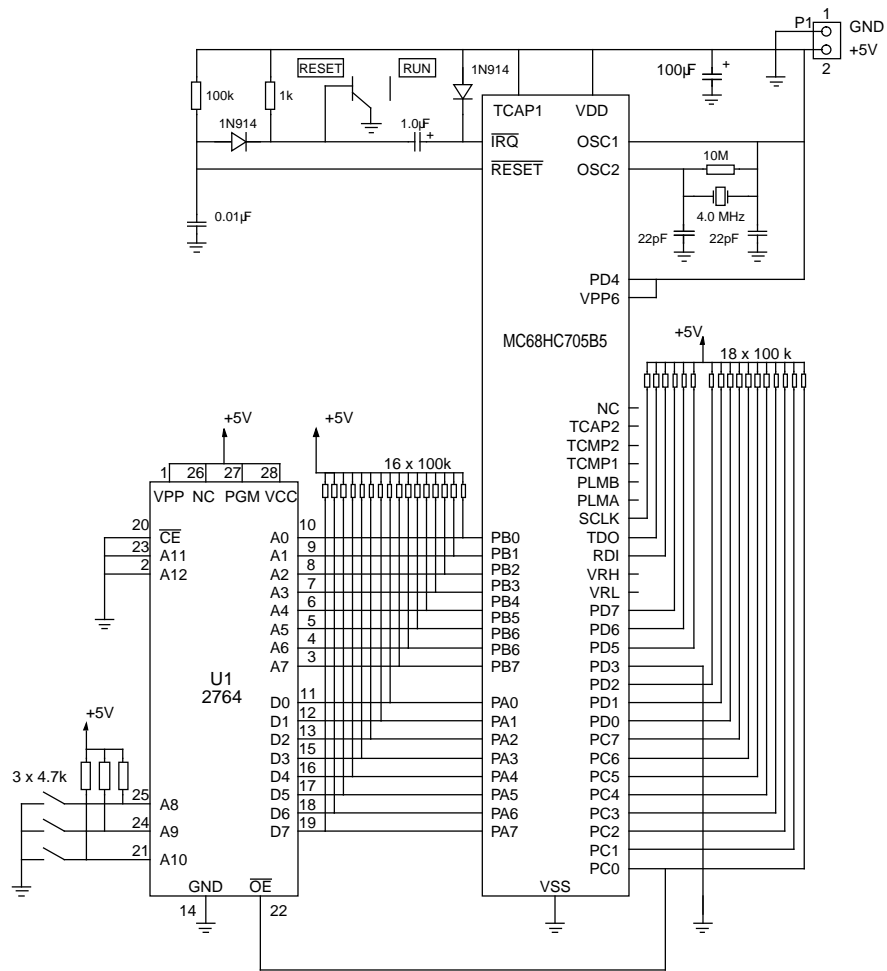 P1
1
GND
+5V
2
RESET
RUN
1N914
100µF
+
100k
1k
TCAP1
VDD
1N914
1.0µF
+
IRQ
OSC1
RESET
OSC2
10M
0.01µF
4.0 MHz
22pF
22pF
PD4
VPP6
MC68HC705B5
+5V
18 x 100 k
NC
TCAP2
TCMP2
TCMP1
PLMB
PLMA
SCLK
TDO
RDI
VRH
VRL
PD7
PD6
PD5
PD3
PD2
PD1
PD0
PC7
PC6
PC5
PC4
PC3
PC2
PC1
PC0
+5V
+5V
16 x 100k
1
26
27
28
VPP
NC
PGM
VCC
20
CE
23
A11
2
A12
A0
10
PB0
A1
9
PB1
A2
8
PB2
A3
7
PB3
A4
6
PB4
A5
5
PB5
A6
4
PB6
PB6
A7
3
PB7
U1
2764
D0
11
PA0
D1
12
PA1
D2
13
PA2
D3
15
PA3
D4
16
PA4
D5
17
PA5
D6
18
PA6
D7
19
PA7
+5V
3 x 4.7k
25
A8
24
A9
21
A10
GND
OE
14
22
VSS